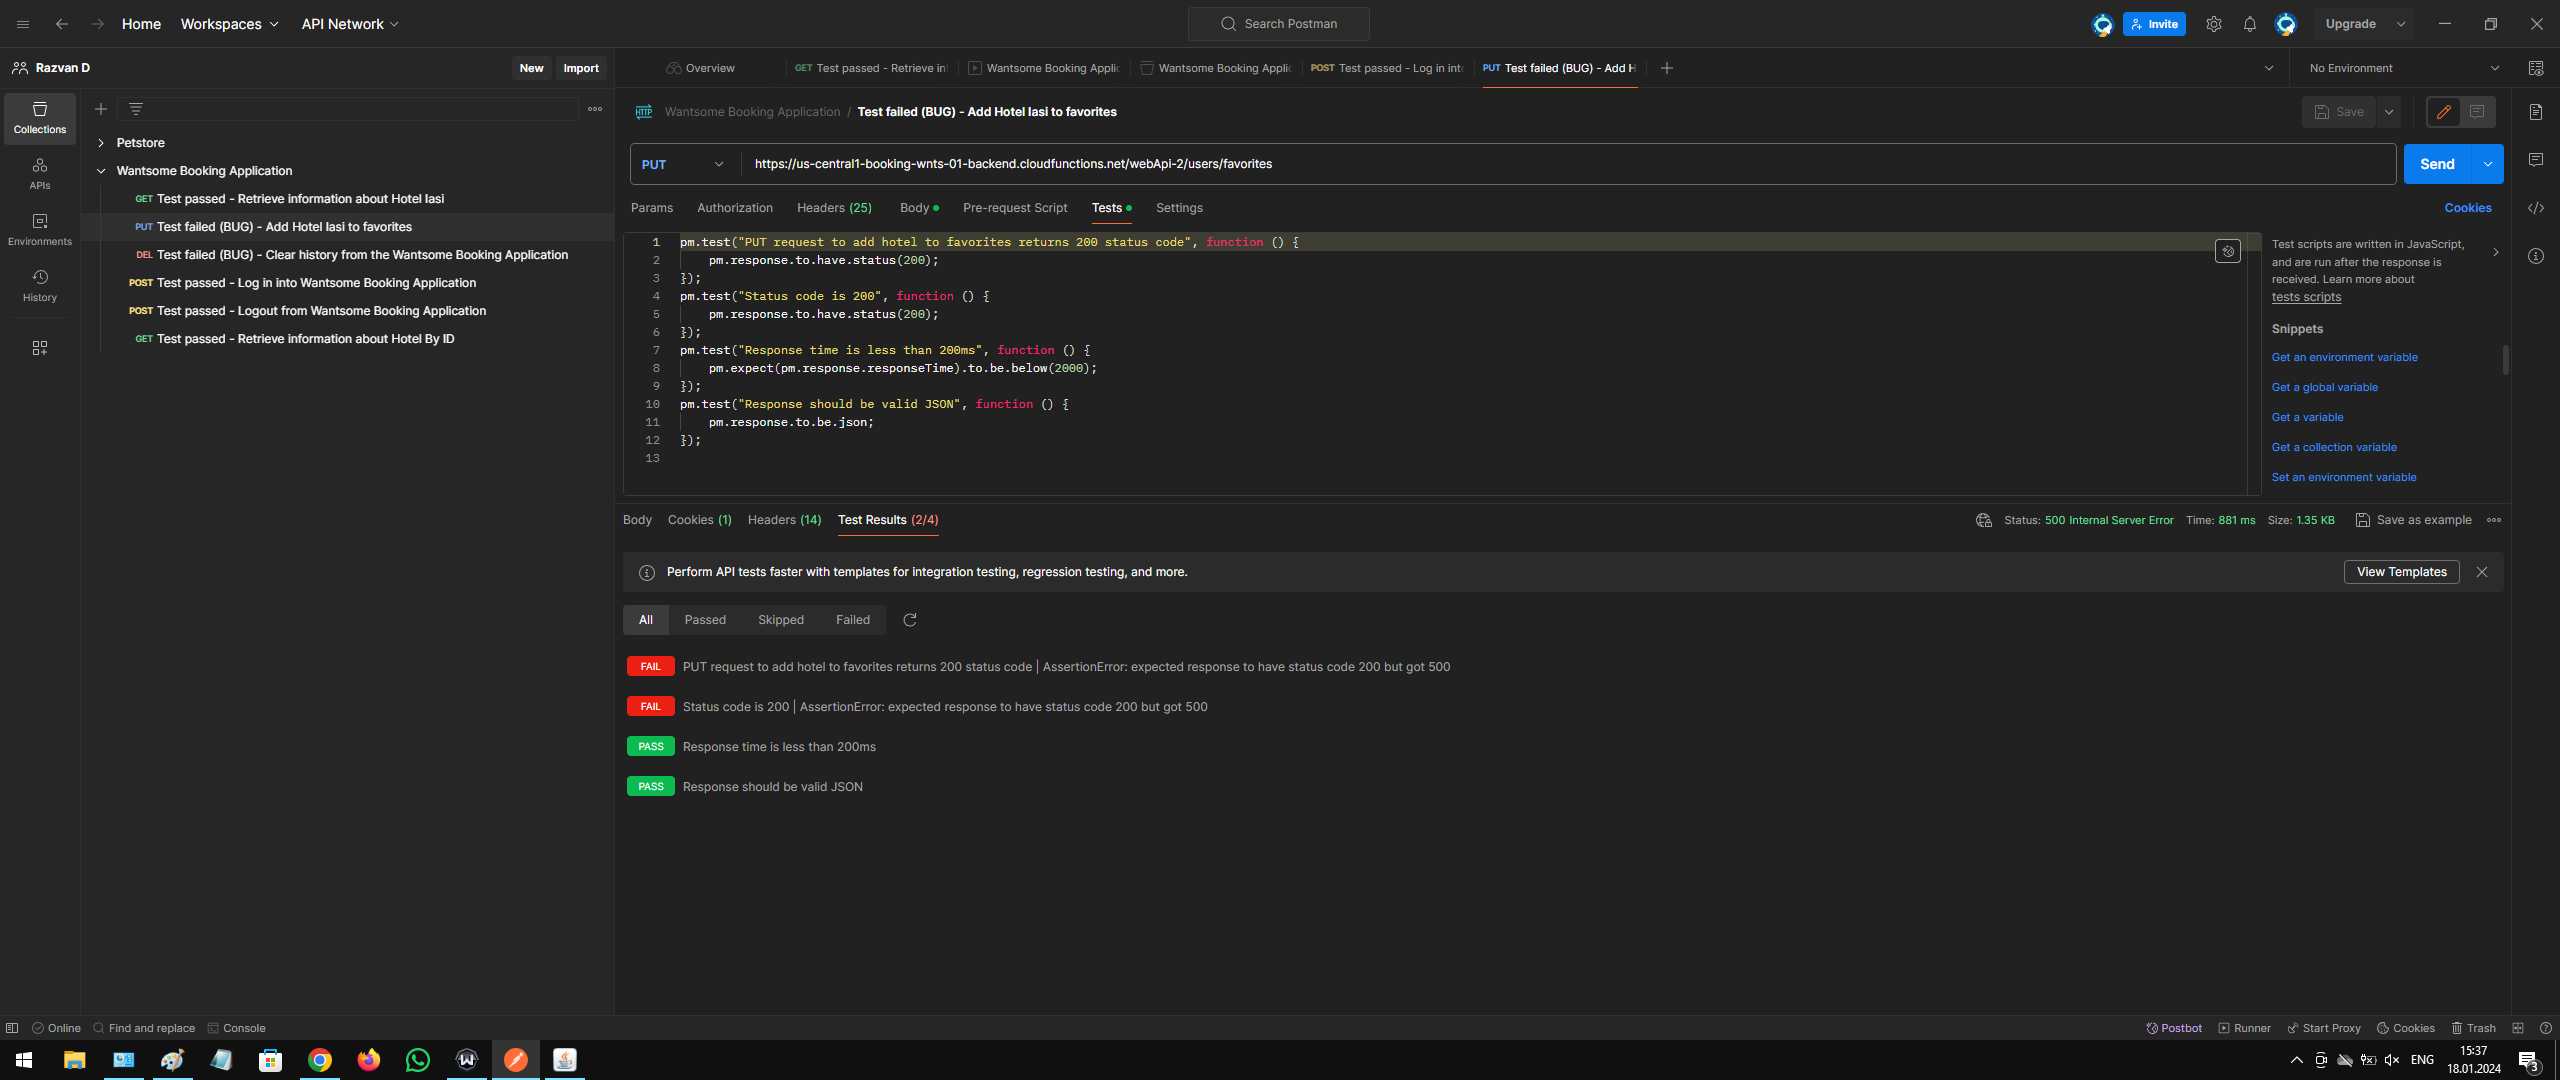 Home Workspaces API Network Search Postman Invite Upgrade
Razvan D New Import Overview GET Test passed - Retrieve in Wantsome Booking Applic Wantsome Booking Applic POST Test passed - Log in int PUT Test failed (BUG) - Add H No Environment
Collections
APIs
Environments
History
Petstore
Wantsome Booking Application
GET Test passed - Retrieve information about Hotel Iasi
PUT Test failed (BUG) - Add Hotel Iasi to favorites
DEL Test failed (BUG) - Clear history from the Wantsome Booking Application
POST Test passed - Log in into Wantsome Booking Application
POST Test passed - Logout from Wantsome Booking Application
GET Test passed - Retrieve information about Hotel By ID
HTTP Wantsome Booking Application / Test failed (BUG) - Add Hotel Iasi to favorites Save
PUT https://us-central1-booking-wnts-01-backend.cloudfunctions.net/webApi-2/users/favorites Send
Params Authorization Headers (25) Body Pre-request Script Tests Settings Cookies
1 pm.test("PUT request to add hotel to favorites returns 200 status code", function () {
2 pm.response.to.have.status(200);
3 });
4 pm.test("Status code is 200", function () {
5 pm.response.to.have.status(200);
6 });
7 pm.test("Response time is less than 200ms", function () {
8 pm.expect(pm.response.responseTime).to.be.below(2000);
9 });
10 pm.test("Response should be valid JSON", function () {
11 pm.response.to.be.json;
12 });
13
Test scripts are written in JavaScript,
and are run after the response is
received. Learn more about
tests scripts
Snippets
Get an environment variable
Get a global variable
Get a variable
Get a collection variable
Set an environment variable
Body Cookies (1) Headers (14) Test Results (2/4) Status: 500 Internal Server Error Time: 881 ms Size: 1.35 KB Save as example
Perform API tests faster with templates for integration testing, regression testing, and more. View Templates
All Passed Skipped Failed
FAIL PUT request to add hotel to favorites returns 200 status code | AssertionError: expected response to have status code 200 but got 500
FAIL Status code is 200 | AssertionError: expected response to have status code 200 but got 500
PASS Response time is less than 200ms
PASS Response should be valid JSON
Online Find and replace Console Postbot Runner Start Proxy Cookies Trash
ENG 15:37
18.01.2024 3